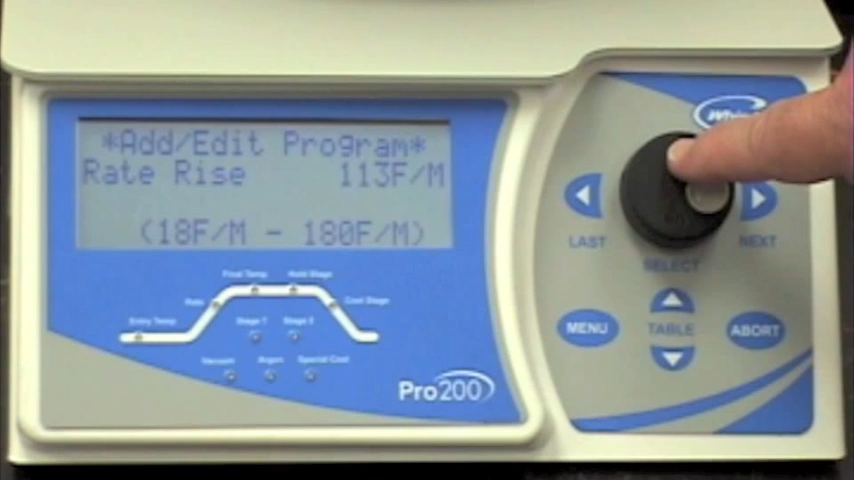 *Add/Edit Program*
Rate Rise 113F/M
(18F/M - 180F/M)
Final Temp
Hold Stage
Rate
Cool Stage
Entry Temp
Stage 1
Stage 2
Vacuum
Argon
Special Cool
Pro200
LAST
NEXT
SELECT
MENU
TABLE
ABORT